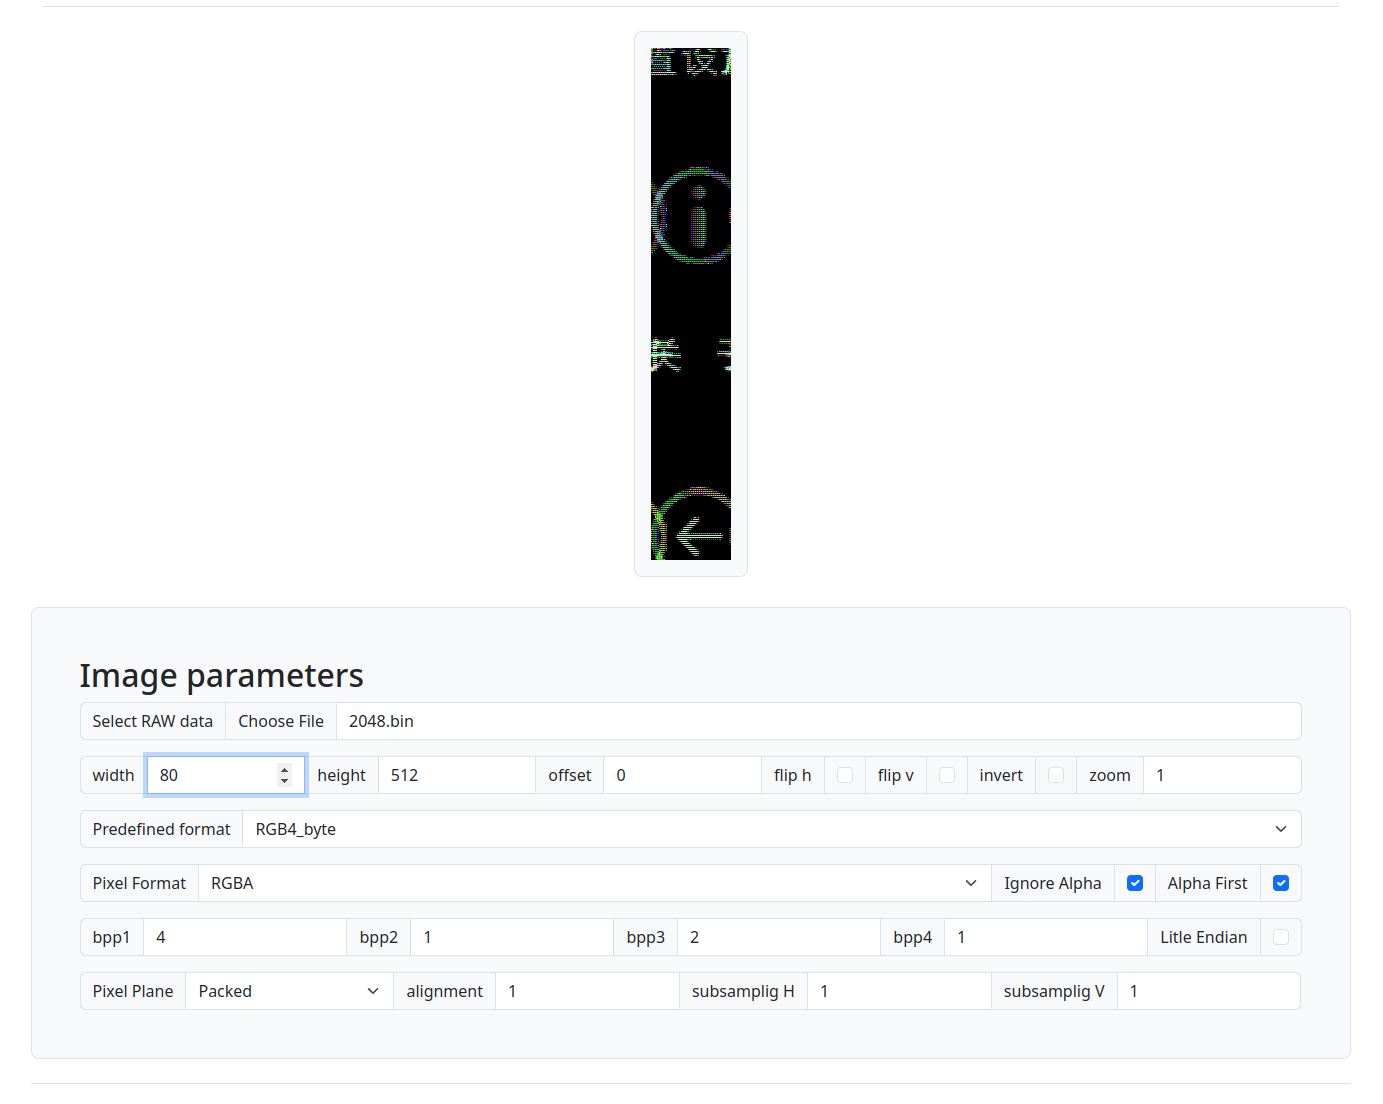 设
i
Image parameters
Select RAW data Choose File 2048.bin
width 80 height 512 offset 0 flip h flip v invert zoom 1
Predefined format RGB4_byte
Pixel Format RGBA Ignore Alpha Alpha First
bpp1 4 bpp2 1 bpp3 2 bpp4 1 Litle Endian
Pixel Plane Packed alignment 1 subsamplig H 1 subsamplig V 1